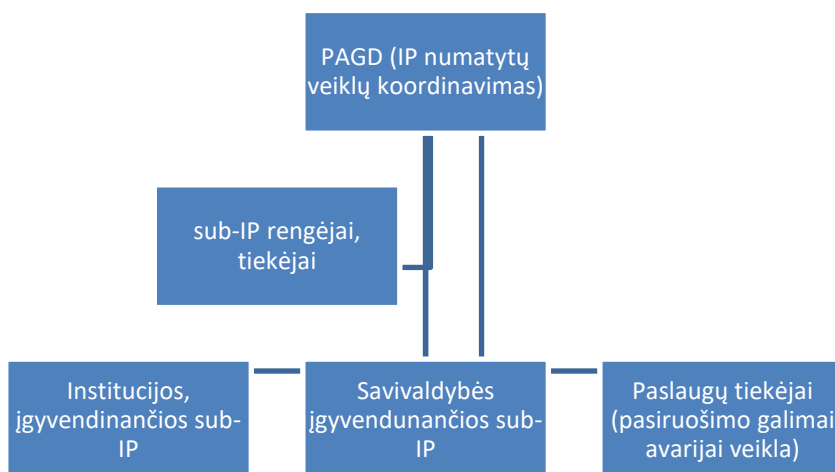 PAGD (IP numatytų
veiklų koordinavimas)
sub-IP rengėjai,
tiekėjai
Institucijos,
įgyvendinančios sub-
IP
Savivaldybės
įgyvendunančios sub-
IP
Paslaugų tiekėjai
(pasiruošimo galimai
avarijai veikla)